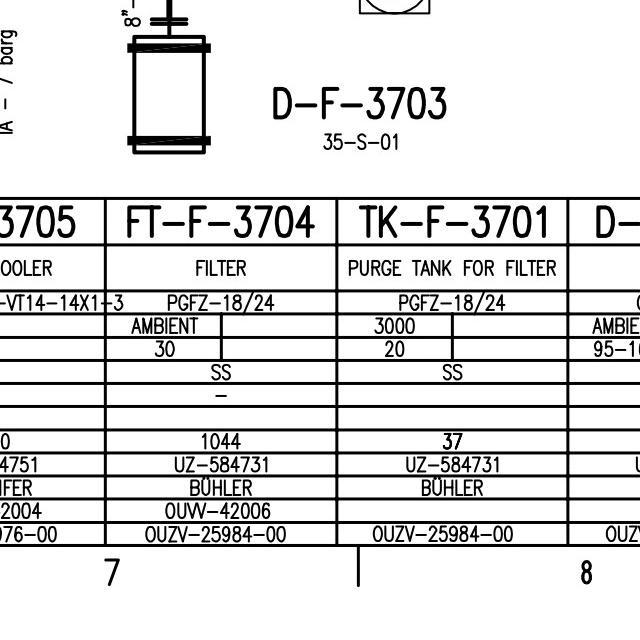 8"-
IA - 7 barg
D-F-3703
35-S-01
3705 FT-F-3704 TK-F-3701 D-
OOLER FILTER PURGE TANK FOR FILTER
-VT14-14X1-3 PGFZ-18/24 PGFZ-18/24
AMBIENT 3000 AMBIE
30 20 95-1
SS SS
-
0 1044 37
4751 UZ-584731 UZ-584731 U
IFER BÜHLER BÜHLER
2004 OUVV-42006
976-00 OUZV-25984-00 OUZV-25984-00 OUZ
7 8